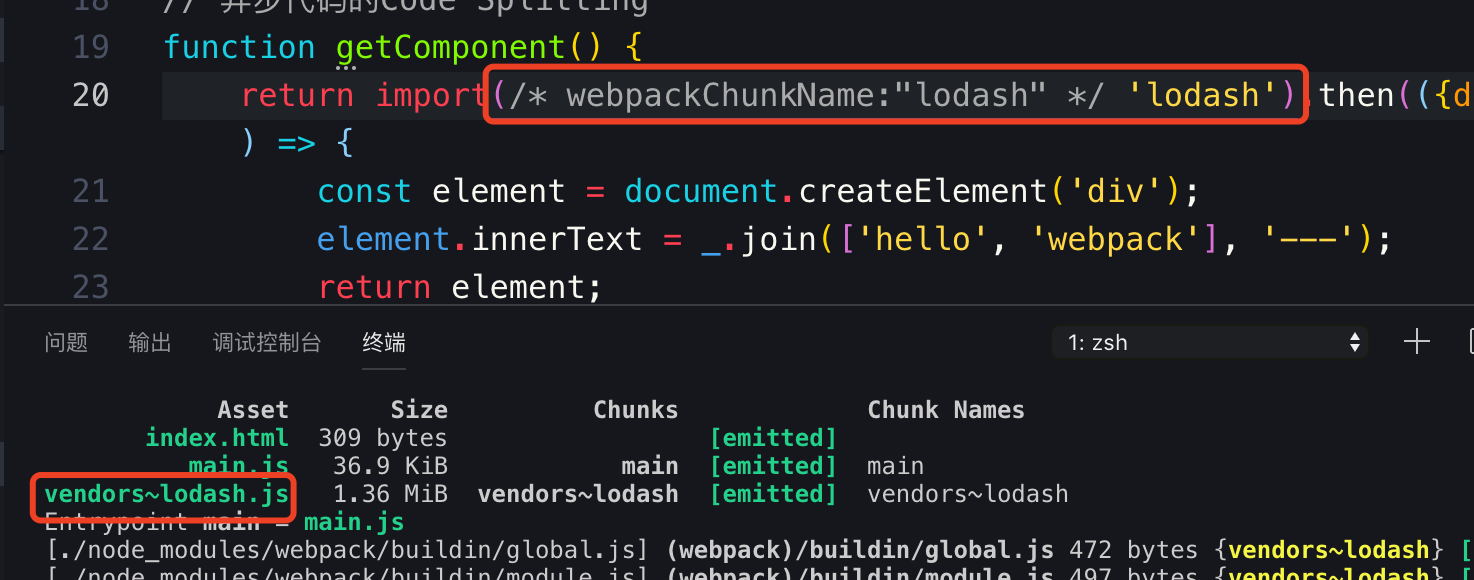 18 // 异步代码的Code Splitting
19 function getComponent() {
20 return import(/* webpackChunkName:"lodash" */ 'lodash').then(({d
) => {
21 const element = document.createElement('div');
22 element.innerText = _.join(['hello', 'webpack'], '---');
23 return element;
问题 输出 调试控制台 终端 1: zsh
Asset Size Chunks Chunk Names
index.html 309 bytes [emitted]
main.js 36.9 KiB main [emitted] main
vendors~lodash.js 1.36 MiB vendors~lodash [emitted] vendors~lodash
Entrypoint main = main.js
[./node_modules/webpack/buildin/global.js] (webpack)/buildin/global.js 472 bytes {vendors~lodash} [
[./node_modules/webpack/buildin/module.js] (webpack)/buildin/module.js 497 bytes {vendors~lodash} [